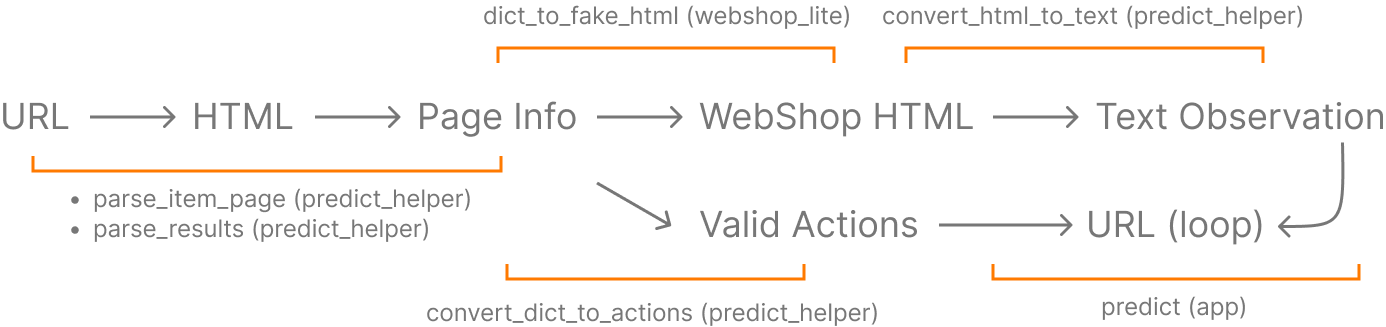 dict_to_fake_html (webshop_lite)
convert_html_to_text (predict_helper)
URL
HTML
Page Info
WebShop HTML
Text Observation
• parse_item_page (predict_helper)
• parse_results (predict_helper)
Valid Actions
URL (loop)
convert_dict_to_actions (predict_helper)
predict (app)